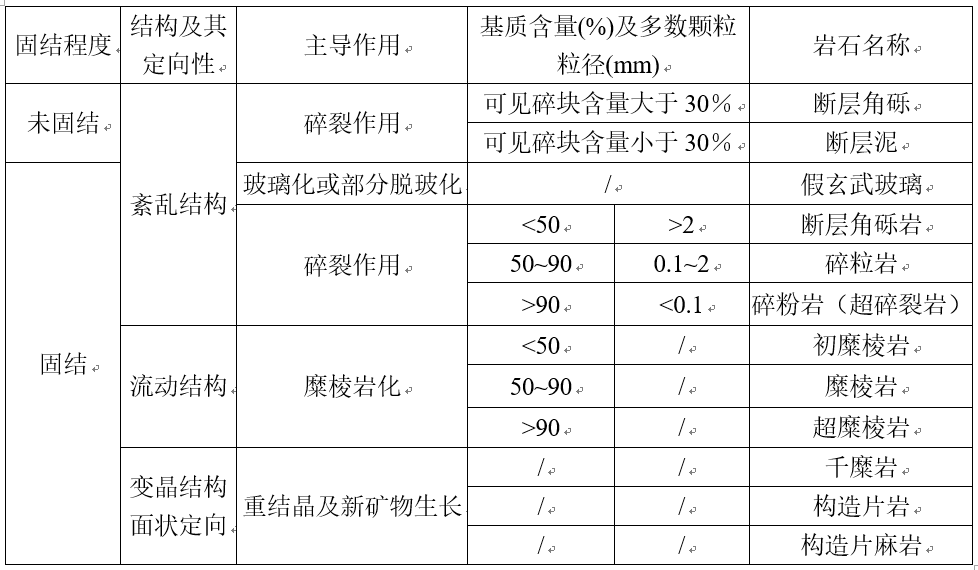 固结程度 结构及其定向性 主导作用 基质含量(%)及多数颗粒粒径(mm) 岩石名称
未固结 紊乱结构 碎裂作用 可见碎块含量大于 30% 断层角砾
可见碎块含量小于 30% 断层泥
固结 玻璃化或部分脱玻化 / 假玄武玻璃
碎裂作用 <50 >2 断层角砾岩
50~90 0.1~2 碎粒岩
>90 <0.1 碎粉岩（超碎裂岩）
流动结构 糜棱岩化 <50 / 初糜棱岩
50~90 / 糜棱岩
>90 / 超糜棱岩
变晶结构面状定向 重结晶及新矿物生长 / / 千糜岩
/ / 构造片岩
/ / 构造片麻岩